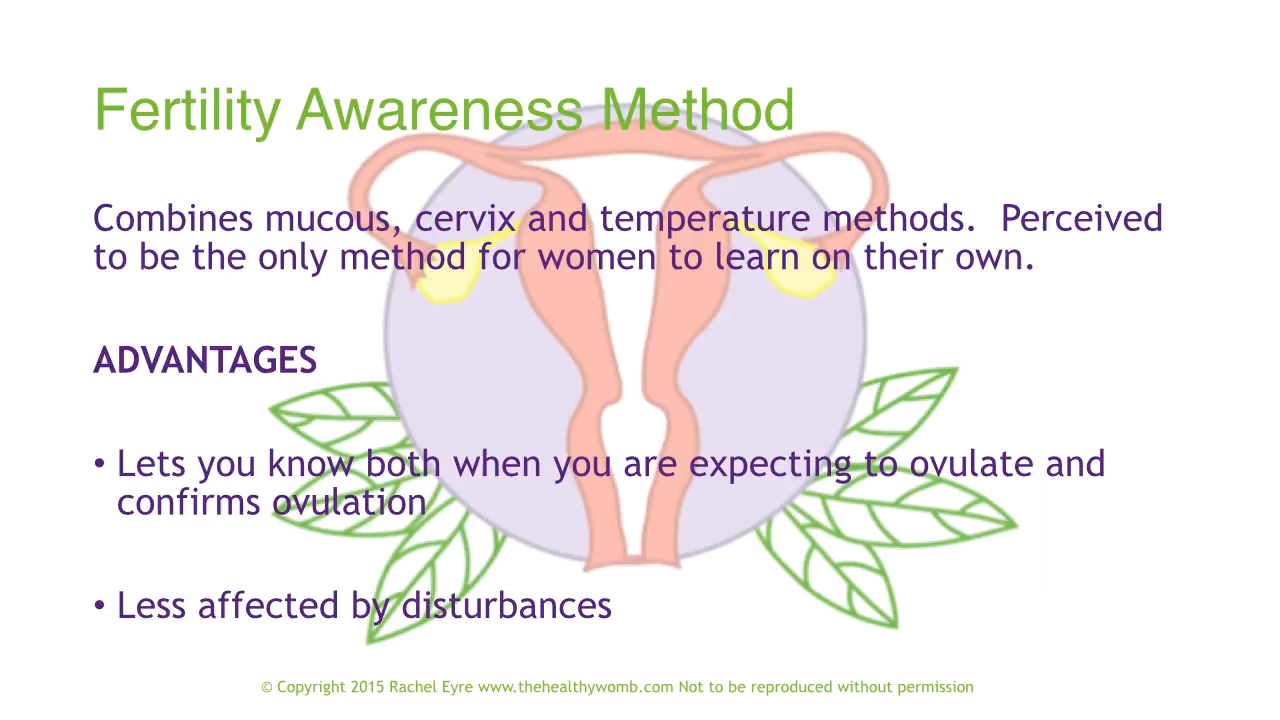 Fertility Awareness Method
Combines mucous, cervix and temperature methods.  Perceived
to be the only method for women to learn on their own.
ADVANTAGES
• Lets you know both when you are expecting to ovulate and
confirms ovulation
• Less affected by disturbances
© Copyright 2015 Rachel Eyre www.thehealthywomb.com Not to be reproduced without permission